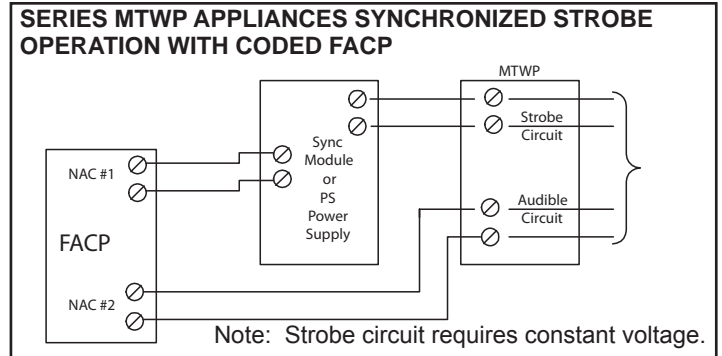 SERIES MTWP APPLIANCES SYNCHRONIZED STROBE
OPERATION WITH CODED FACP
MTWP
Strobe
Circuit
Sync
Module
or
PS
Power
Supply
NAC #1
Audible
Circuit
FACP
NAC #2
Note: Strobe circuit requires constant voltage.